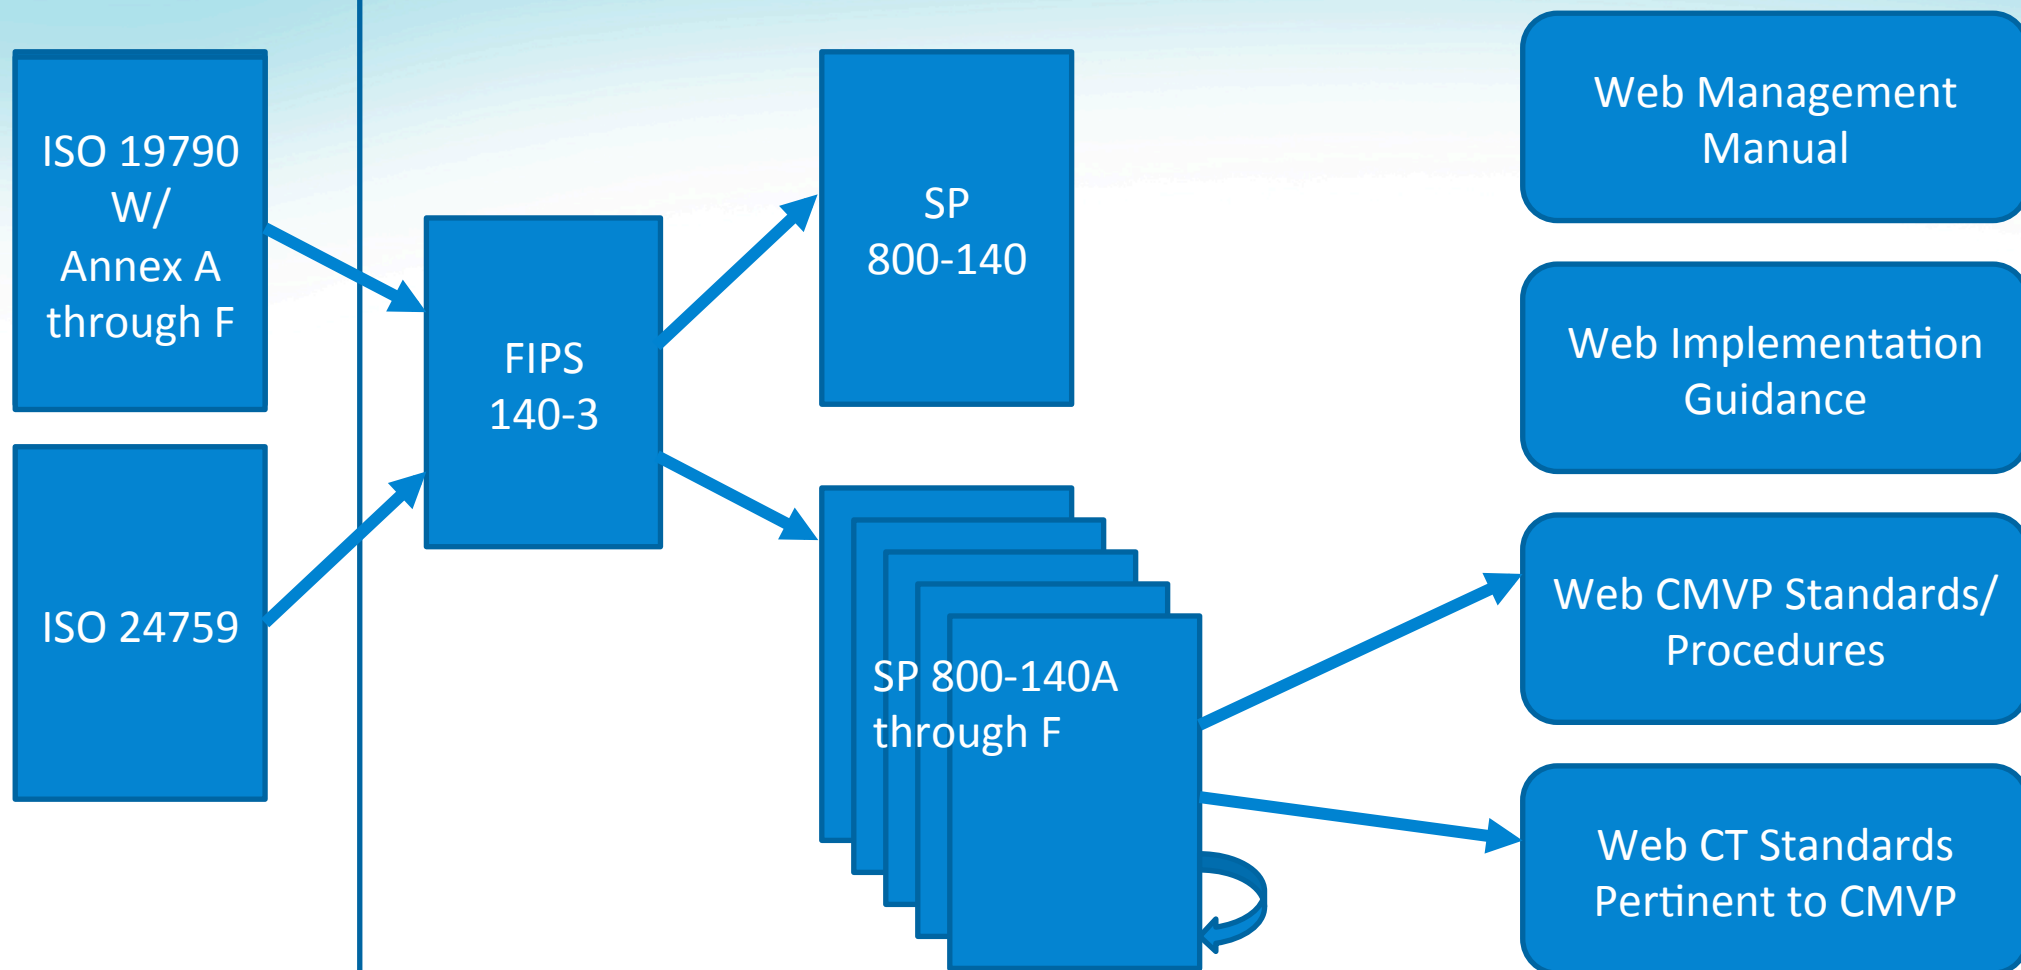 ISO 19790
W/
Annex A
through F
ISO 24759
FIPS
140-3
SP
800-140
SP 800-140A
through F
Web Management
Manual
Web Implementation
Guidance
Web CMVP Standards/
Procedures
Web CT Standards
Pertinent to CMVP